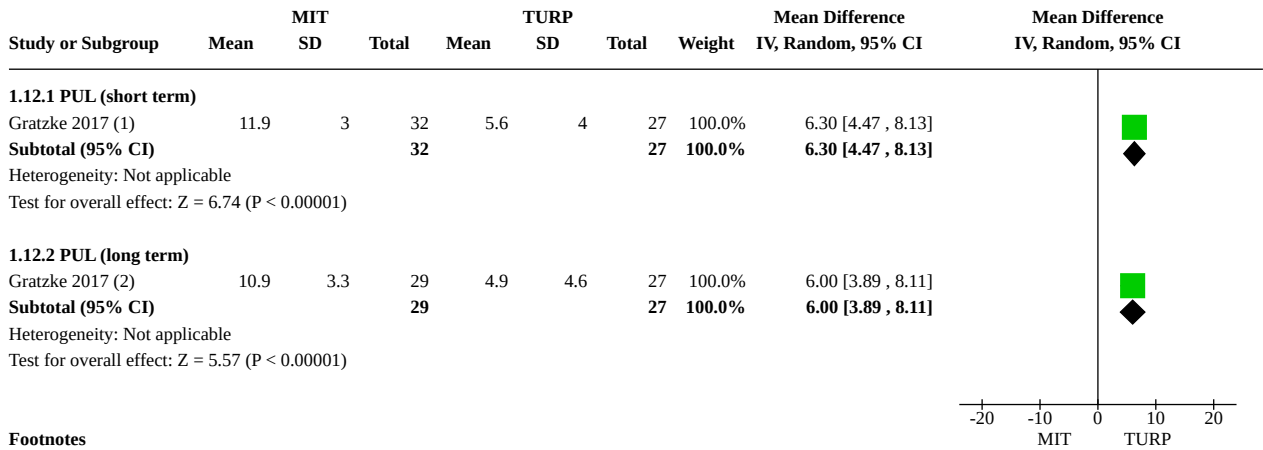 MIT TURP Mean Difference Mean Difference
Study or Subgroup Mean SD Total Mean SD Total Weight IV, Random, 95% CI IV, Random, 95% CI
1.12.1 PUL (short term)
Gratzke 2017 (1) 11.9 3 32 5.6 4 27 100.0% 6.30 [4.47 , 8.13]
Subtotal (95% CI) 32 27 100.0% 6.30 [4.47 , 8.13]
Heterogeneity: Not applicable
Test for overall effect: Z = 6.74 (P < 0.00001)
1.12.2 PUL (long term)
Gratzke 2017 (2) 10.9 3.3 29 4.9 4.6 27 100.0% 6.00 [3.89 , 8.11]
Subtotal (95% CI) 29 27 100.0% 6.00 [3.89 , 8.11]
Heterogeneity: Not applicable
Test for overall effect: Z = 5.57 (P < 0.00001)
-20 -10 0 10 20
Footnotes MIT TURP